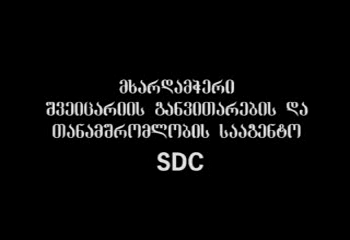 მხარდამჭერი
შვეიცარიის განვითარების და
თანამშრომლობის სააგენტო
SDC